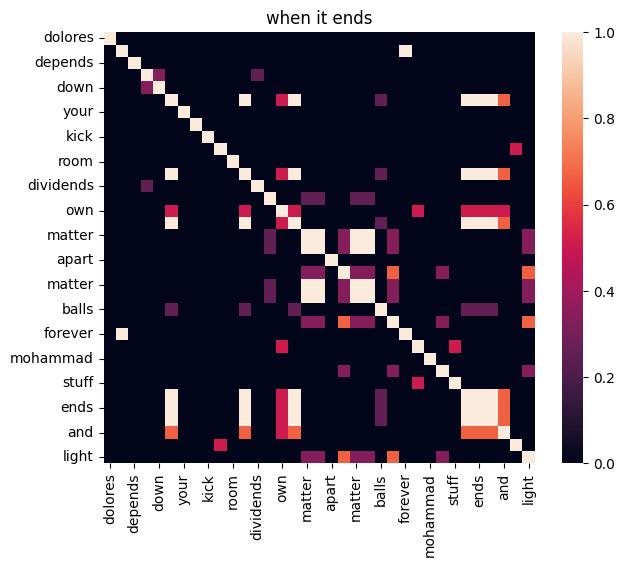 when it ends
dolores
depends
down
your
kick
room
dividends
own
matter
apart
matter
balls
forever
mohammad
stuff
ends
and
light
dolores
depends
down
your
kick
room
dividends
own
matter
apart
matter
balls
forever
mohammad
stuff
ends
and
light
1.0
0.8
0.6
0.4
0.2
0.0